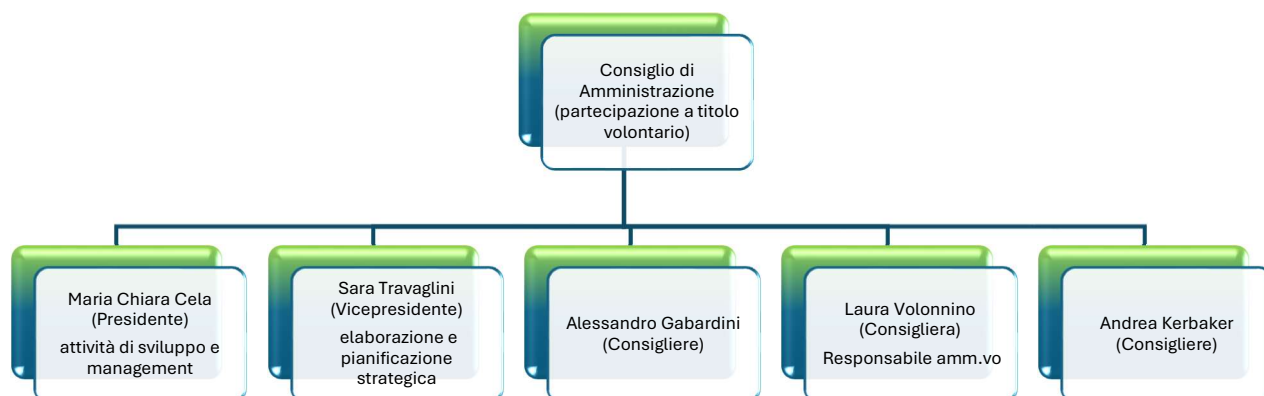 Consiglio di
Amministrazione
(partecipazione a titolo
volontario)
Maria Chiara Cela
(Presidente)
attività di sviluppo e
management
Sara Travaglini
(Vicepresidente)
elaborazione e
pianificazione
strategica
Alessandro Gabardini
(Consigliere)
Laura Volonnino
(Consigliera)
Responsabile amm.vo
Andrea Kerbaker
(Consigliere)